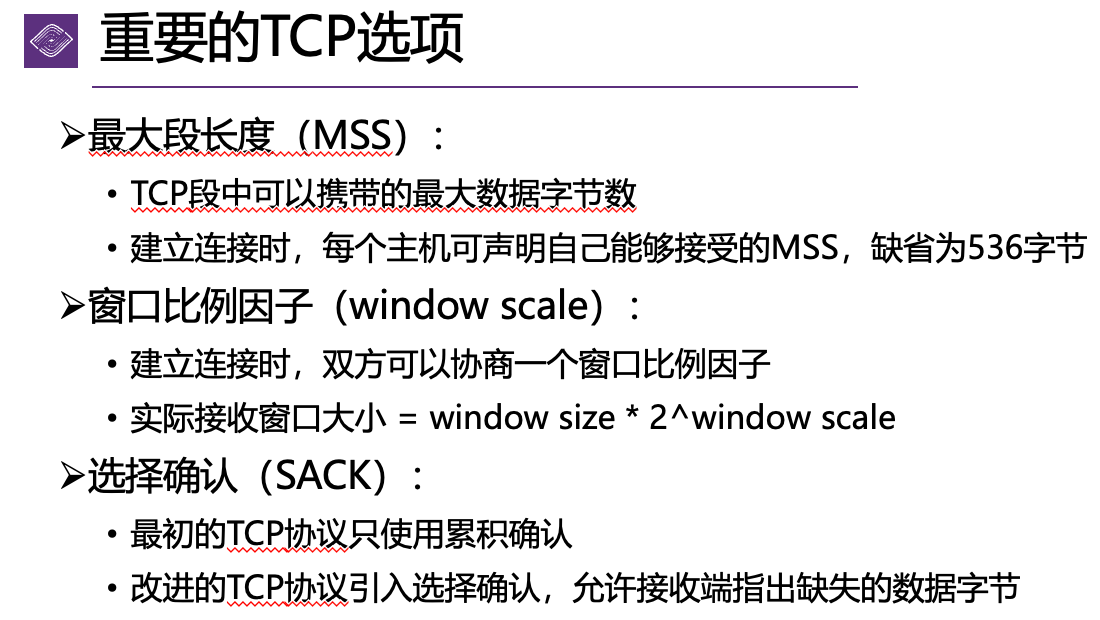 重要的TCP选项
➢最大段长度（MSS）：
• TCP段中可以携带的最大数据字节数
• 建立连接时，每个主机可声明自己能够接受的MSS，缺省为536字节
➢窗口比例因子（window scale）：
• 建立连接时，双方可以协商一个窗口比例因子
• 实际接收窗口大小 = window size * 2^window scale
➢选择确认（SACK）：
• 最初的TCP协议只使用累积确认
• 改进的TCP协议引入选择确认，允许接收端指出缺失的数据字节